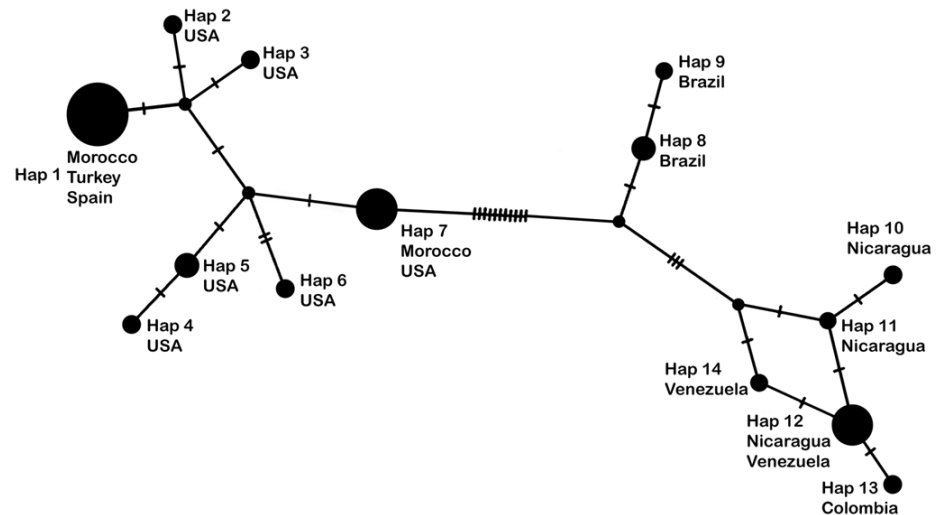 Hap 2
USA
Hap 3
USA
Hap 1
Morocco
Turkey
Spain
Hap 5
USA
Hap 4
USA
Hap 6
USA
Hap 7
Morocco
USA
Hap 9
Brazil
Hap 8
Brazil
Hap 10
Nicaragua
Hap 11
Nicaragua
Hap 14
Venezuela
Hap 12
Nicaragua
Venezuela
Hap 13
Colombia